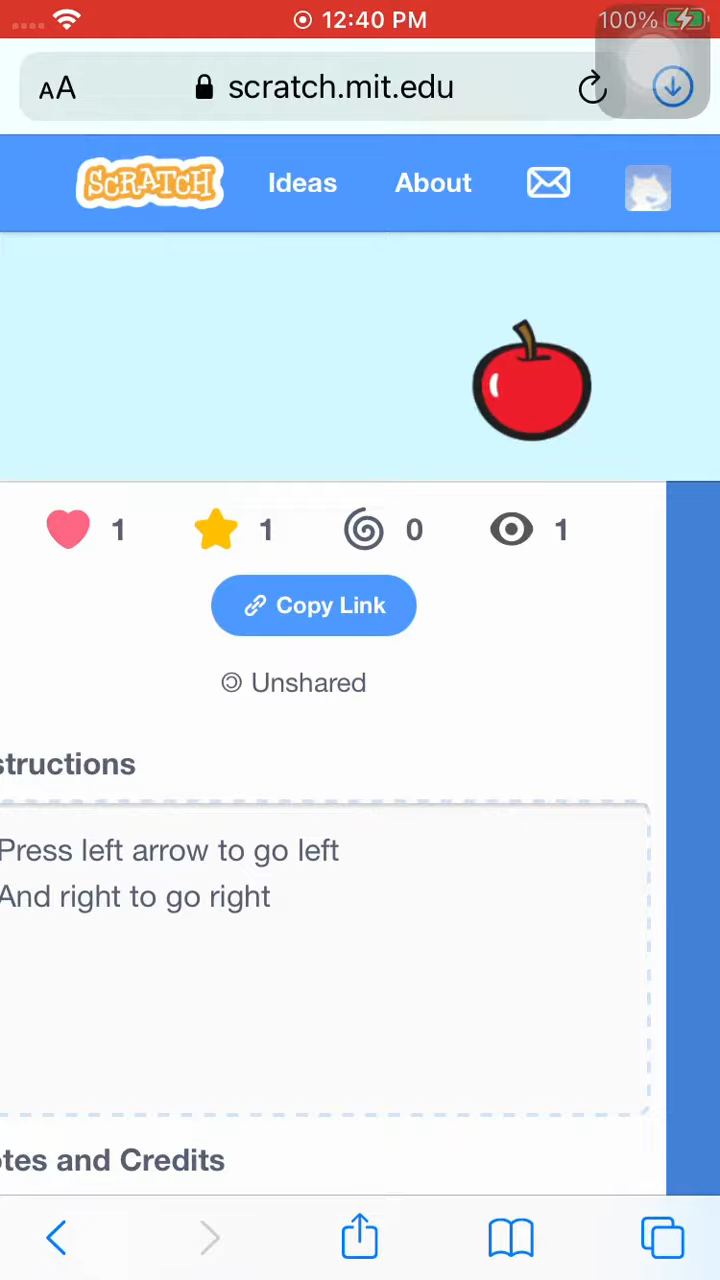 12:40 PM 100%
AA scratch.mit.edu
SCRATCH Ideas About
1 1 0 1
Copy Link
Unshared
structions
Press left arrow to go left
And right to go right
otes and Credits